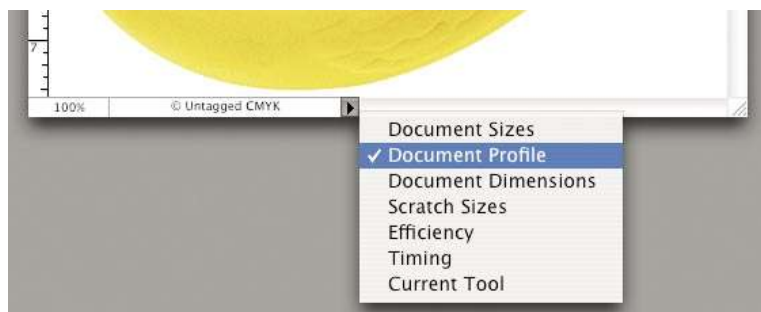 7
100% © Untagged CMYK
Document Sizes
✓ Document Profile
Document Dimensions
Scratch Sizes
Efficiency
Timing
Current Tool